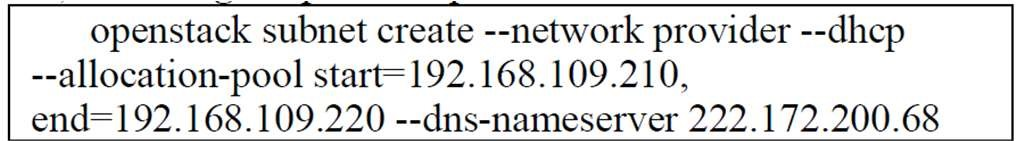 openstack subnet create --network provider --dhcp
--allocation-pool start=192.168.109.210,
end=192.168.109.220 --dns-nameserver 222.172.200.68